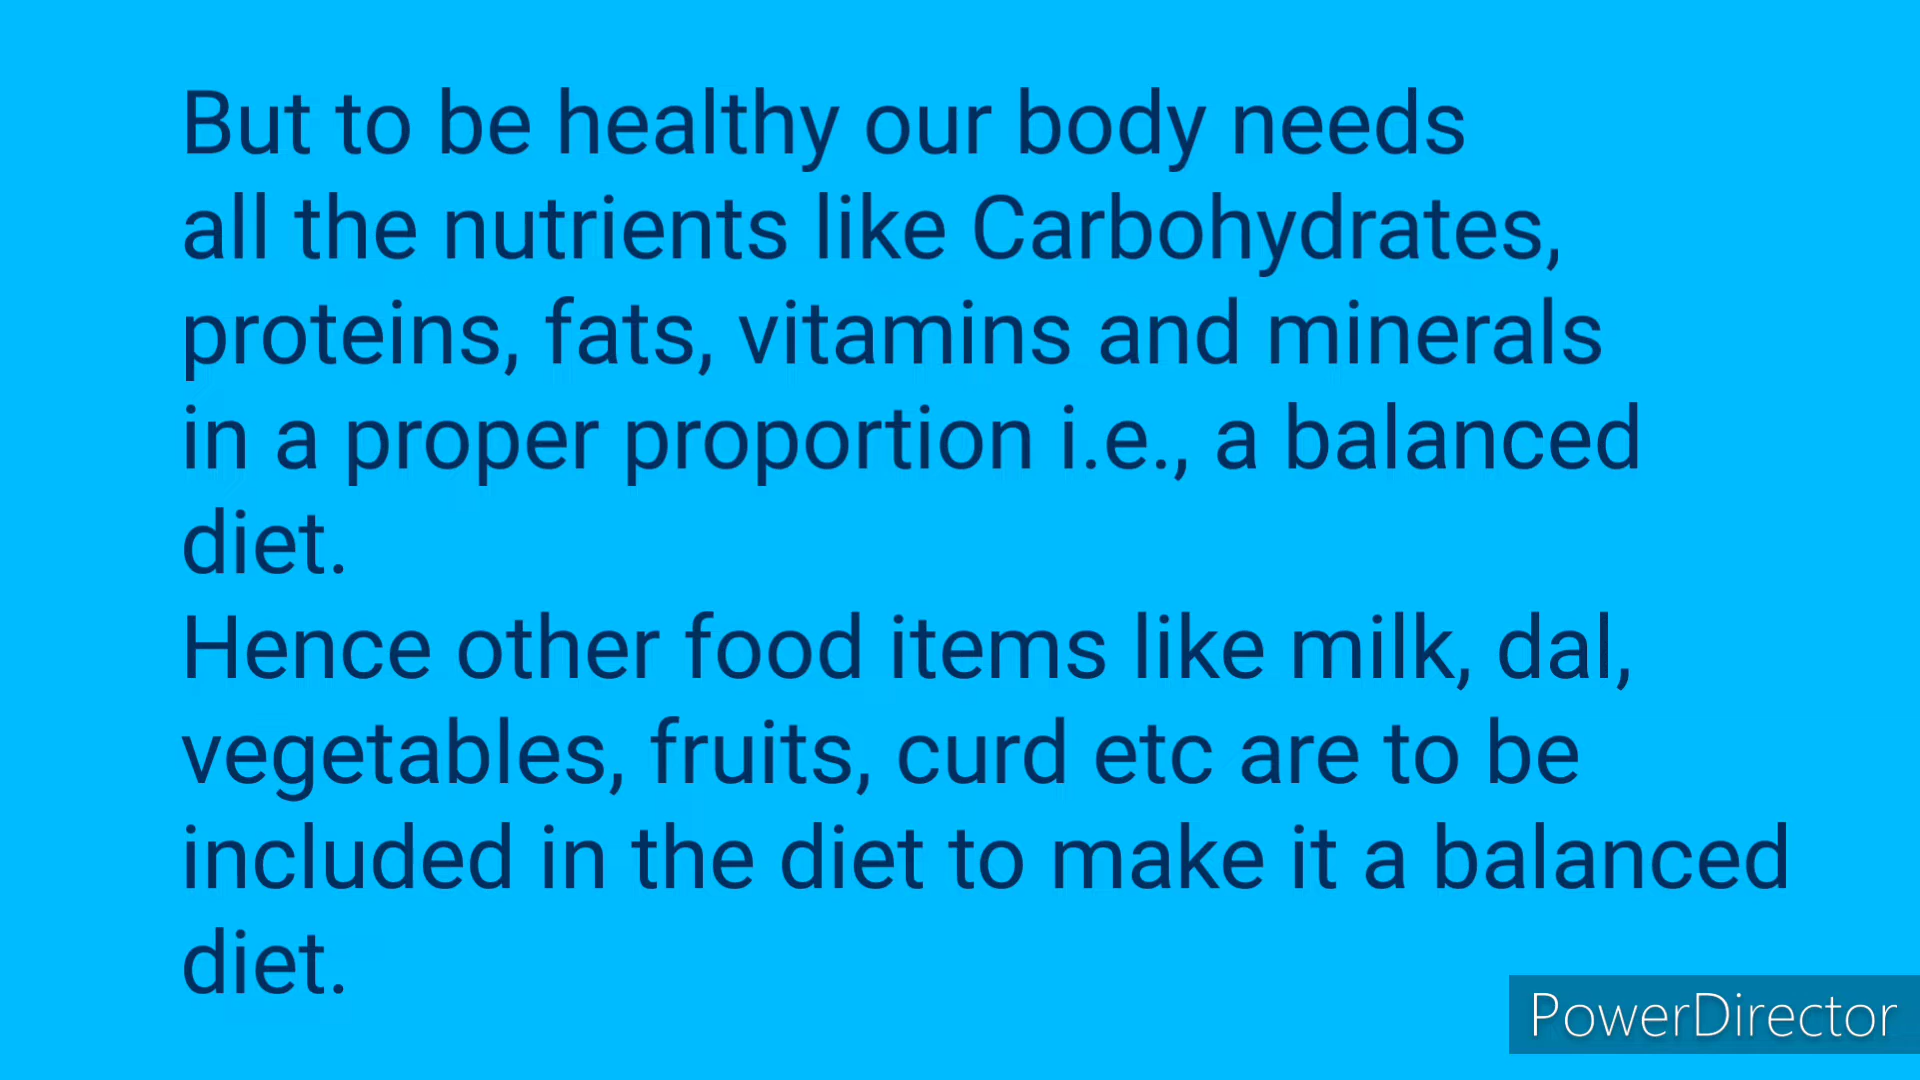 But to be healthy our body needs
all the nutrients like Carbohydrates,
proteins, fats, vitamins and minerals
in a proper proportion i.e., a balanced
diet.
Hence other food items like milk, dal,
vegetables, fruits, curd etc are to be
included in the diet to make it a balanced
diet.
PowerDirector